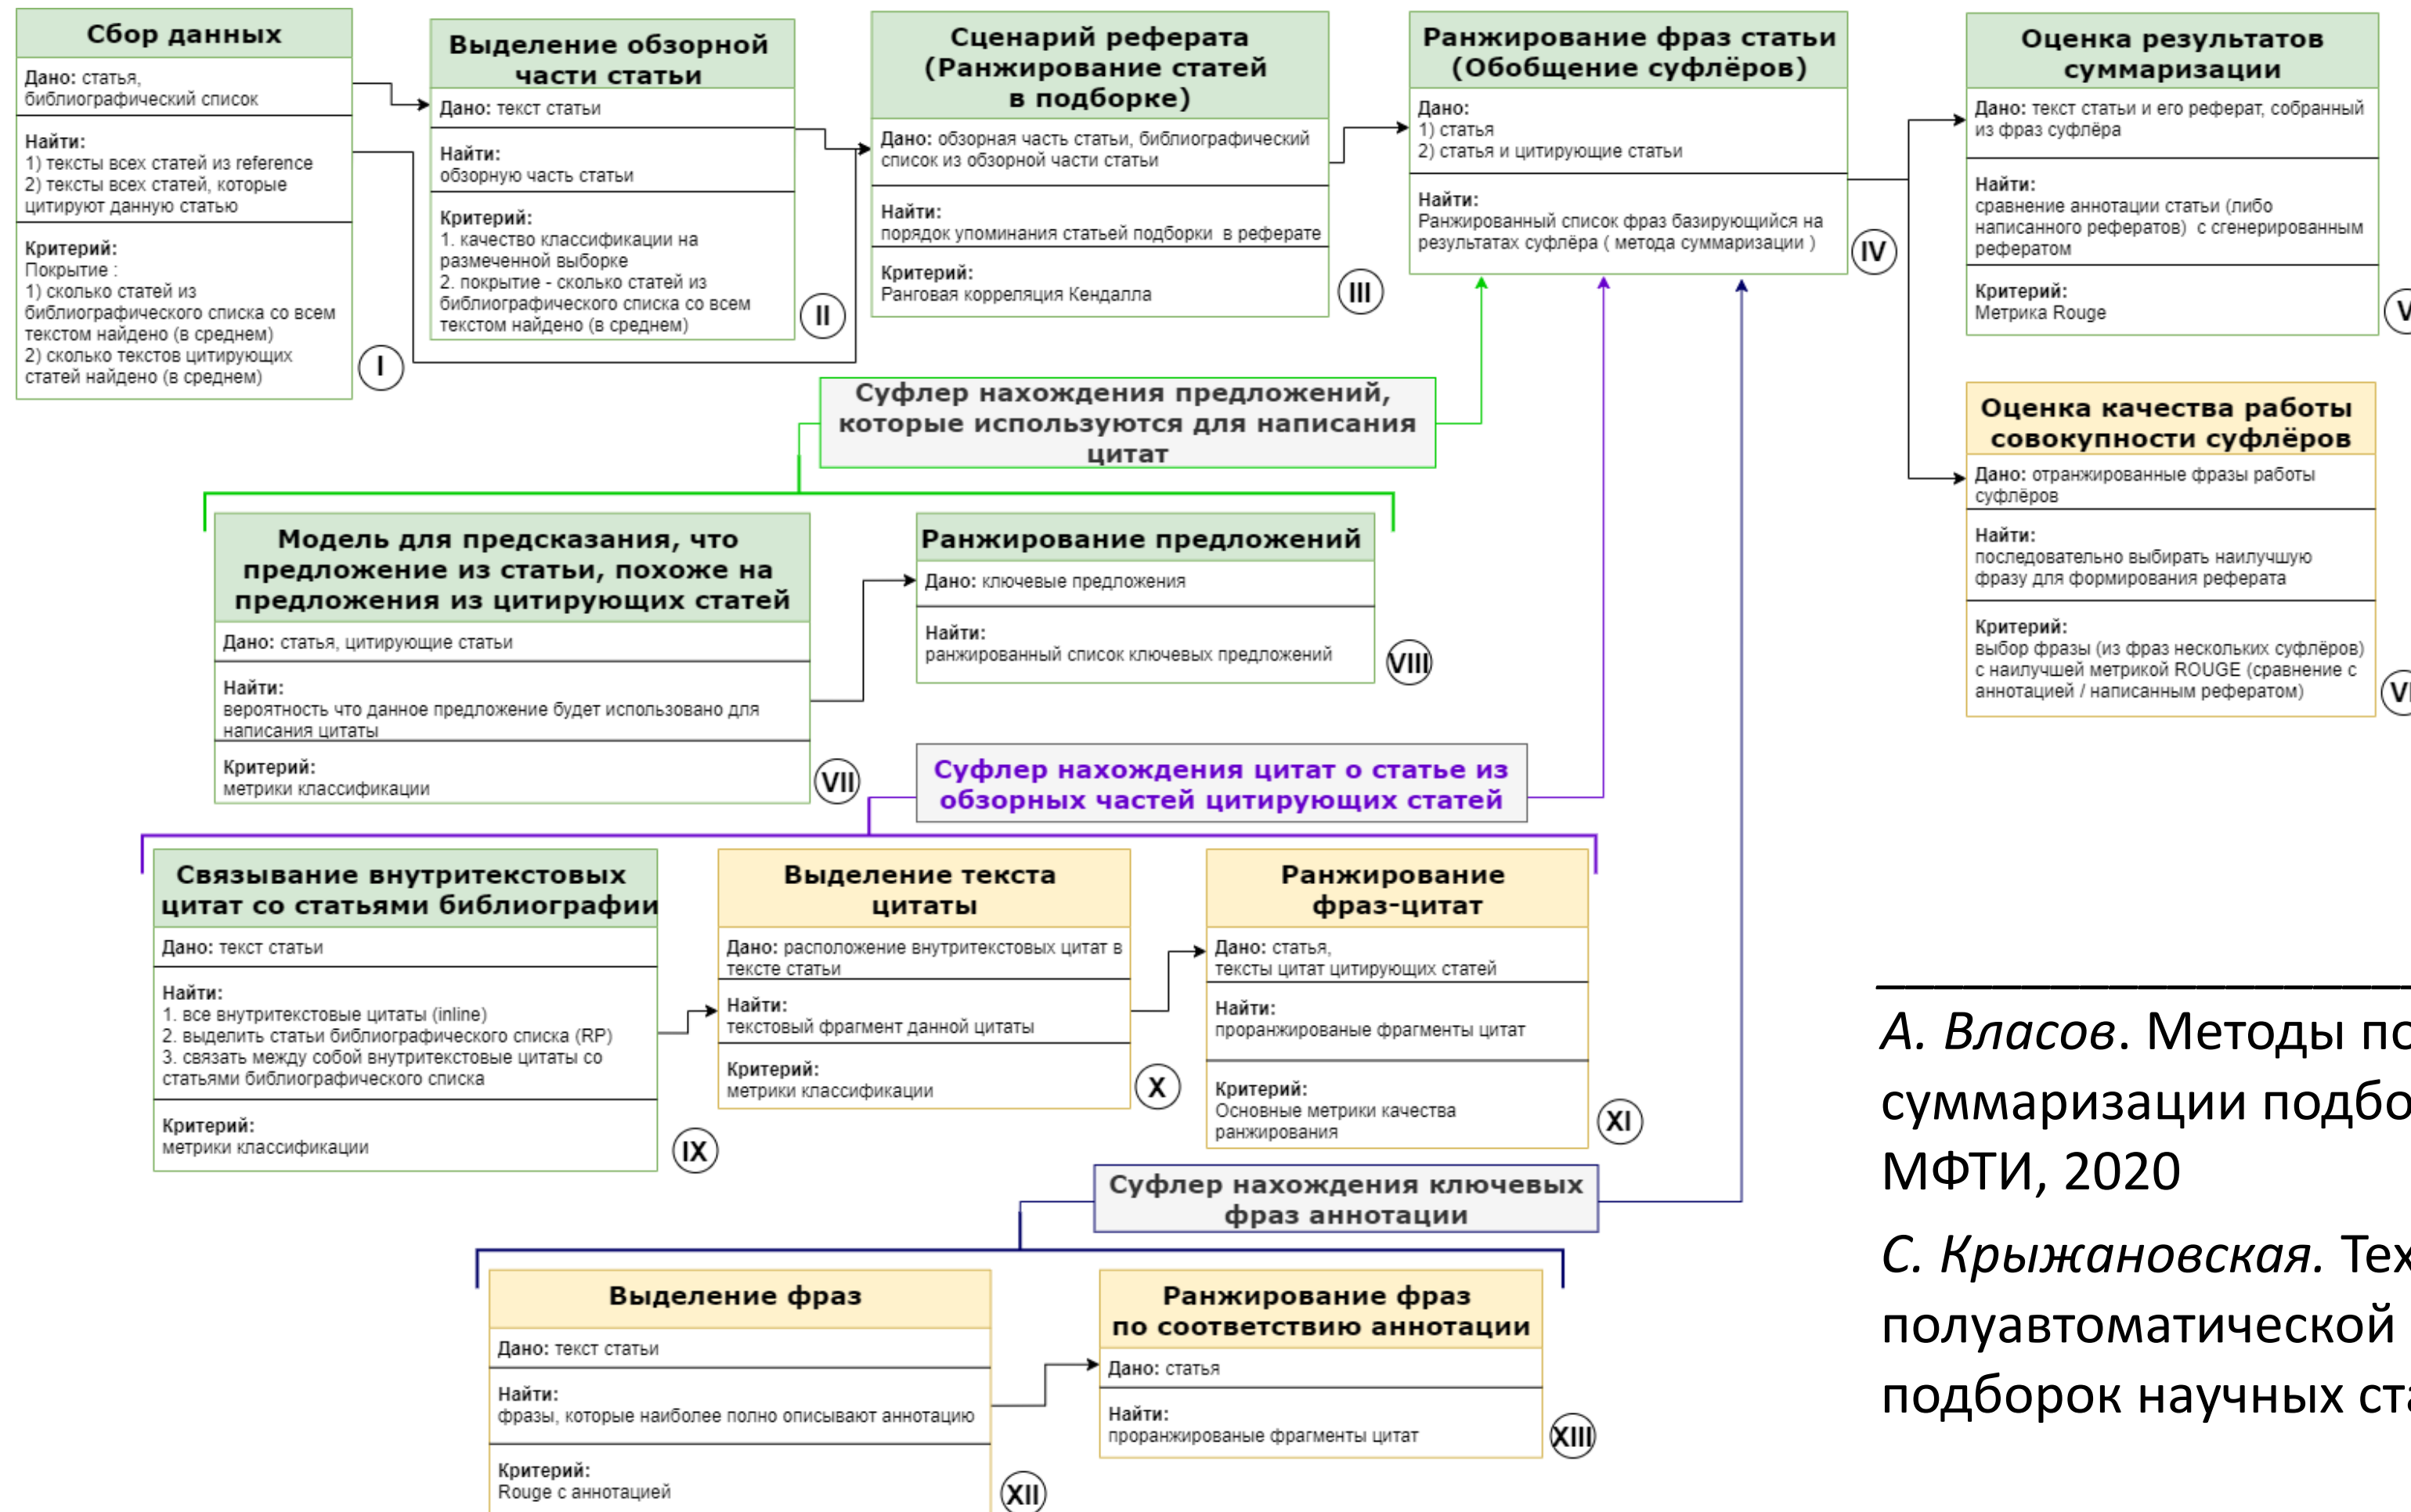 Сбор данных
Дано: статья,
библиографический список
Найти:
1) тексты всех статей из reference
2) тексты всех статей, которые
цитируют данную статью
Критерий:
Покрытие :
1) сколько статей из
библиографического списка со всем
текстом найдено (в среднем)
2) сколько текстов цитирующих
статей найдено (в среднем)
I
Выделение обзорной
части статьи
Дано: текст статьи
Найти:
обзорную часть статьи
Критерий:
1. качество классификации на
размеченной выборке
2. покрытие - сколько статей из
библиографического списка со всем
текстом найдено (в среднем)
II
Сценарий реферата
(Ранжирование статей
в подборке)
Дано: обзорная часть статьи, библиографический
список из обзорной части статьи
Найти:
порядок упоминания статьей подборки в реферате
Критерий:
Ранговая корреляция Кендалла
III
Ранжирование фраз статьи
(Обобщение суфлёров)
Дано:
1) статья
2) статья и цитирующие статьи
Найти:
Ранжированный список фраз базирующийся на
результатах суфлёра ( метода суммаризации )
IV
Оценка результатов
суммаризации
Дано: текст статьи и его реферат, собранный
из фраз суфлёра
Найти:
сравнение аннотации статьи (либо
написанного рефератов) с сгенерированным
рефератом
Критерий:
Метрика Rouge
V
Оценка качества работы
совокупности суфлёров
Дано: отранжированные фразы работы
суфлёров
Найти:
последовательно выбирать наилучшую
фразу для формирования реферата
Критерий:
выбор фразы (из фраз нескольких суфлёров)
с наилучшей метрикой ROUGE (сравнение с
аннотацией / написанным рефератом)
Суфлер нахождения предложений,
которые используются для написания
цитат
Модель для предсказания, что
предложение из статьи, похоже на
предложения из цитирующих статей
Дано: статья, цитирующие статьи
Найти:
вероятность что данное предложение будет использовано для
написания цитаты
Критерий:
метрики классификации
VII
Ранжирование предложений
Дано: ключевые предложения
Найти:
ранжированный список ключевых предложений
VIII
Суфлер нахождения цитат о статье из
обзорных частей цитирующих статей
Связывание внутритекстовых
цитат со статьями библиографии
Дано: текст статьи
Найти:
1. все внутритекстовые цитаты (inline)
2. выделить статьи библиографического списка (RP)
3. связать между собой внутритекстовые цитаты со
статьями библиографического списка
Критерий:
метрики классификации
IX
Выделение текста
цитаты
Дано: расположение внутритекстовых цитат в
тексте статьи
Найти:
текстовый фрагмент данной цитаты
Критерий:
метрики классификации
X
Ранжирование
фраз-цитат
Дано: статья,
тексты цитат цитирующих статей
Найти:
проранжированые фрагменты цитат
Критерий:
Основные метрики качества
ранжирования
XI
Суфлер нахождения ключевых
фраз аннотации
Выделение фраз
Дано: текст статьи
Найти:
фразы, которые наиболее полно описывают аннотацию
Критерий:
Rouge с аннотацией
XII
Ранжирование фраз
по соответствию аннотации
Дано: статья
Найти:
проранжированые фрагменты цитат
XIII
А. Власов. Методы
суммаризации
МФТИ, 2020
С. Крыжановская.
полуавтоматической
подборок научных